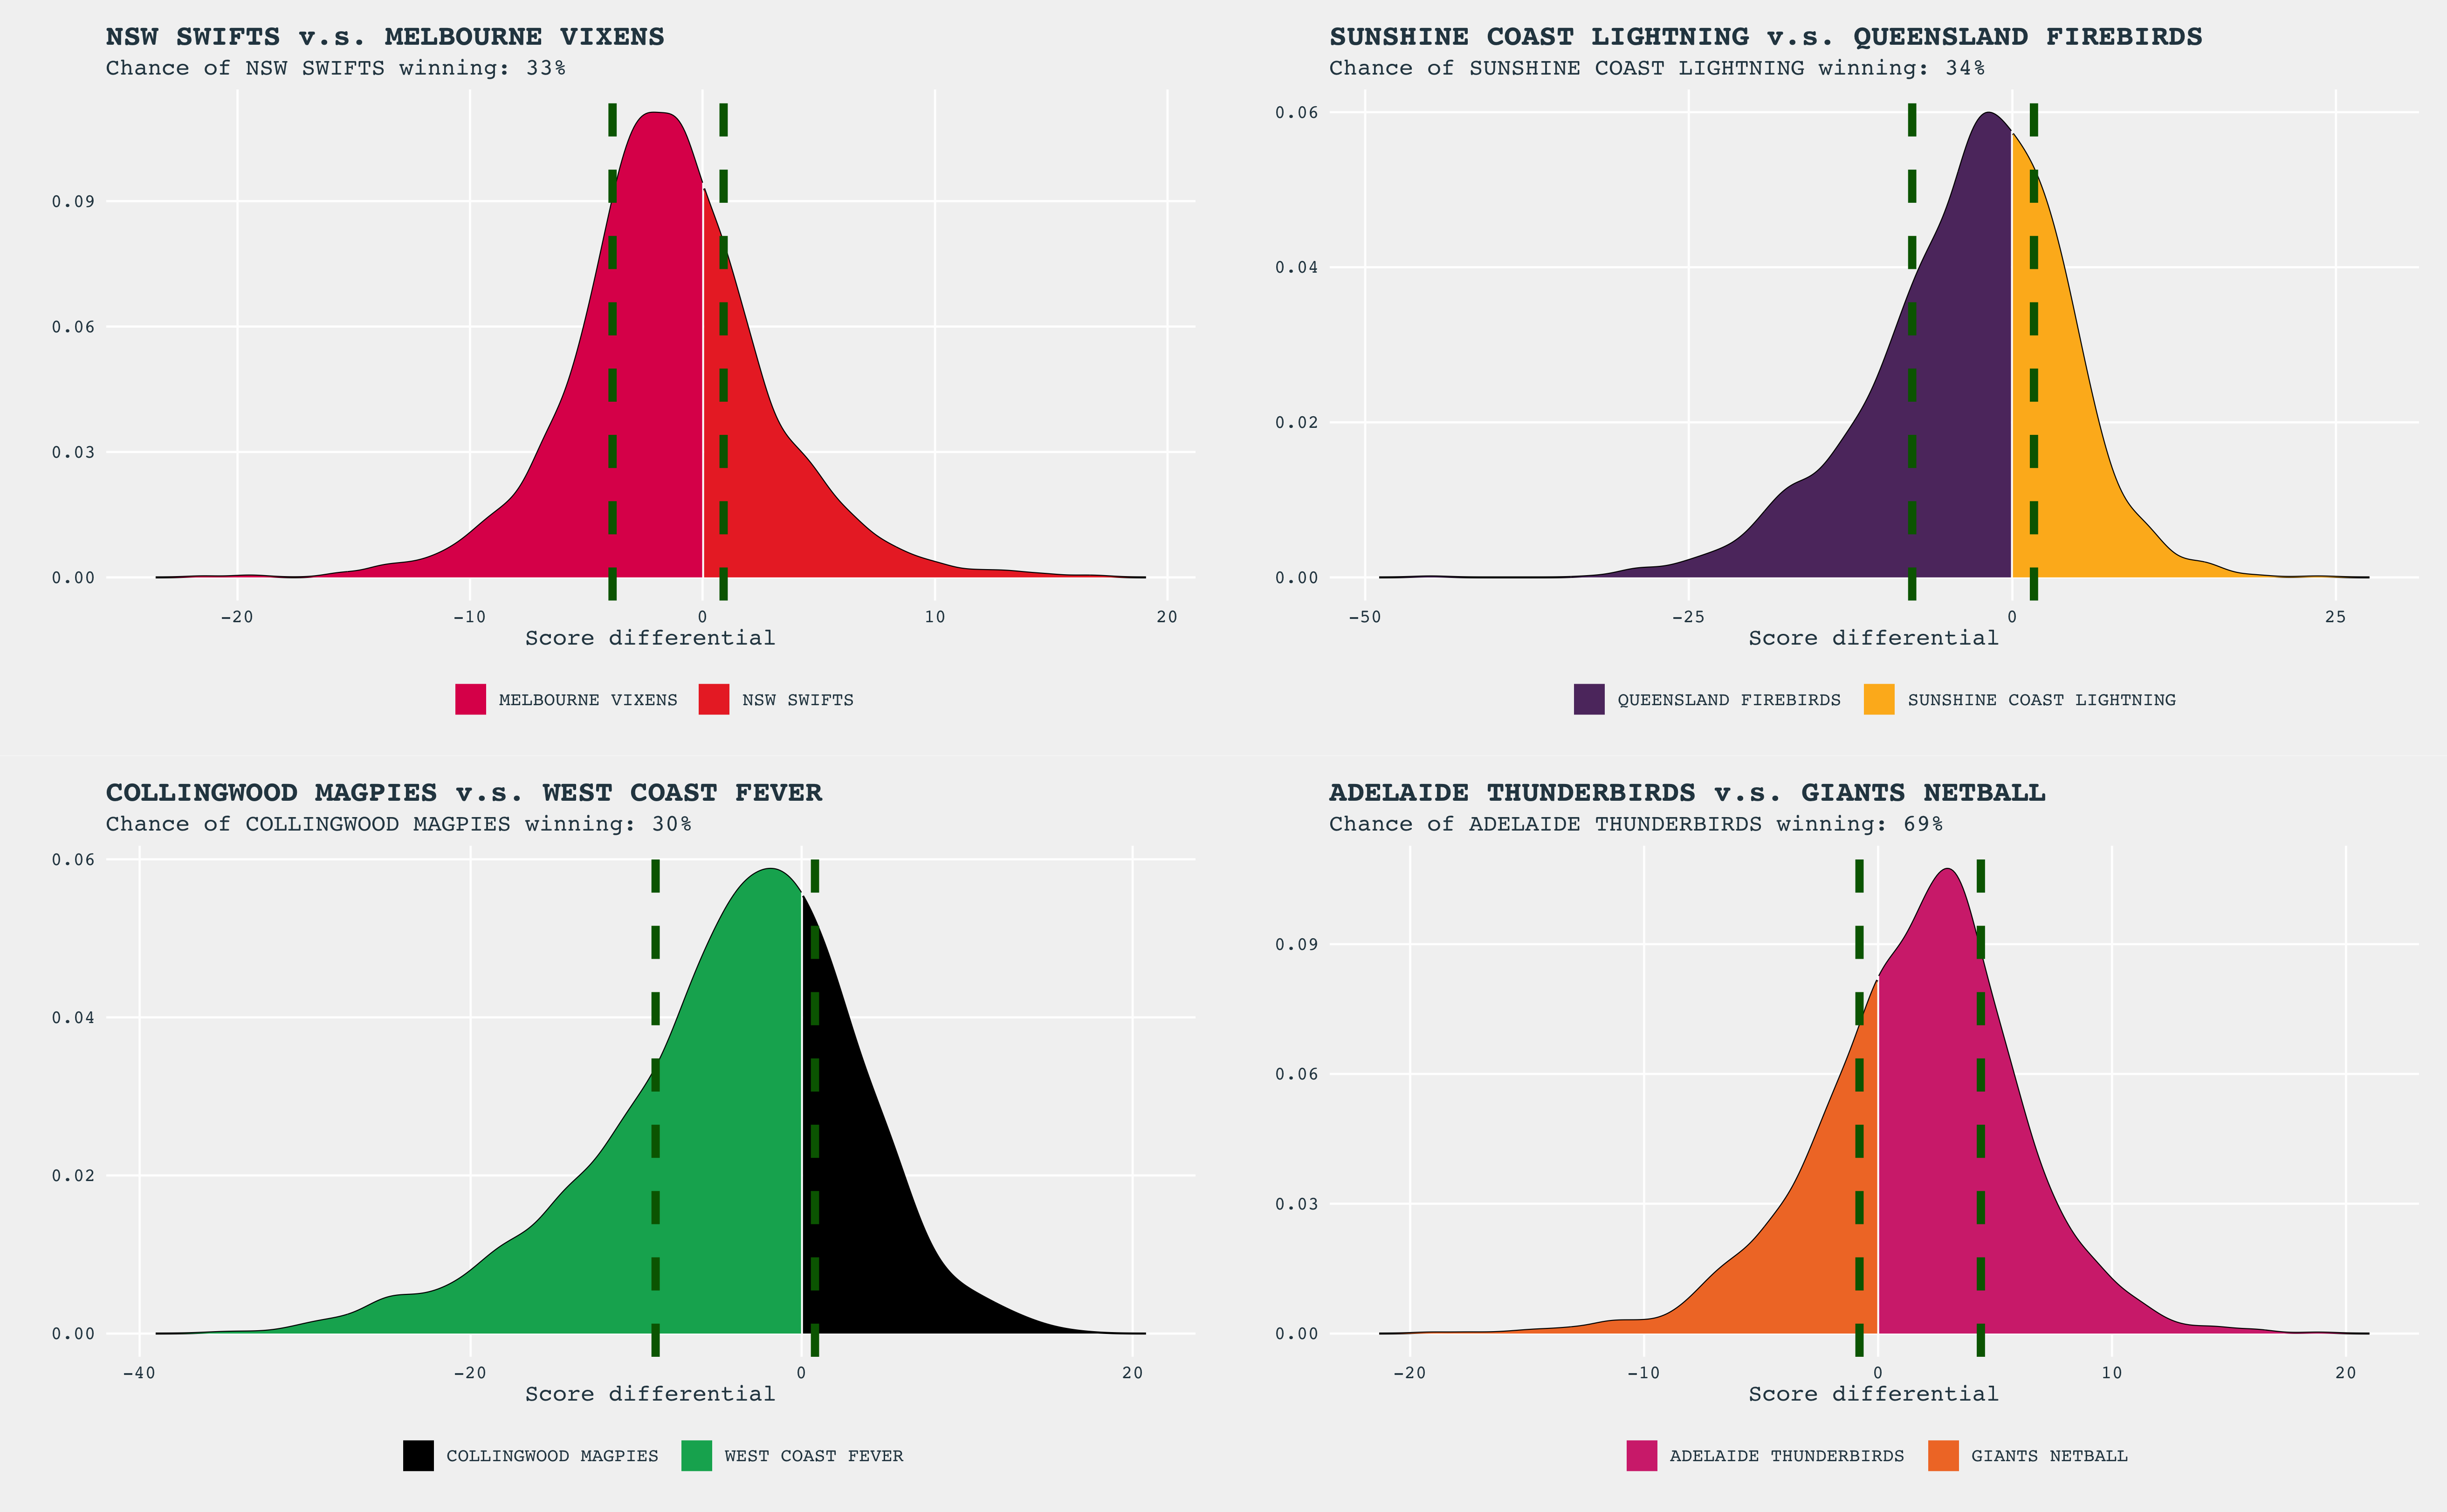 NSW SWIFTS v.s. MELBOURNE VIXENS
Chance of NSW SWIFTS winning: 33%
0.09
0.06
0.03
0.00
-20 -10 0 10 20
Score differential
MELBOURNE VIXENS NSW SWIFTS
SUNSHINE COAST LIGHTNING v.s. QUEENSLAND FIREBIRDS
Chance of SUNSHINE COAST LIGHTNING winning: 34%
0.06
0.04
0.02
0.00
-50 -25 0 25
Score differential
QUEENSLAND FIREBIRDS SUNSHINE COAST LIGHTNING
COLLINGWOOD MAGPIES v.s. WEST COAST FEVER
Chance of COLLINGWOOD MAGPIES winning: 30%
0.06
0.04
0.02
0.00
-40 -20 0 20
Score differential
COLLINGWOOD MAGPIES WEST COAST FEVER
ADELAIDE THUNDERBIRDS v.s. GIANTS NETBALL
Chance of ADELAIDE THUNDERBIRDS winning: 69%
0.09
0.06
0.03
0.00
-20 -10 0 10 20
Score differential
ADELAIDE THUNDERBIRDS GIANTS NETBALL